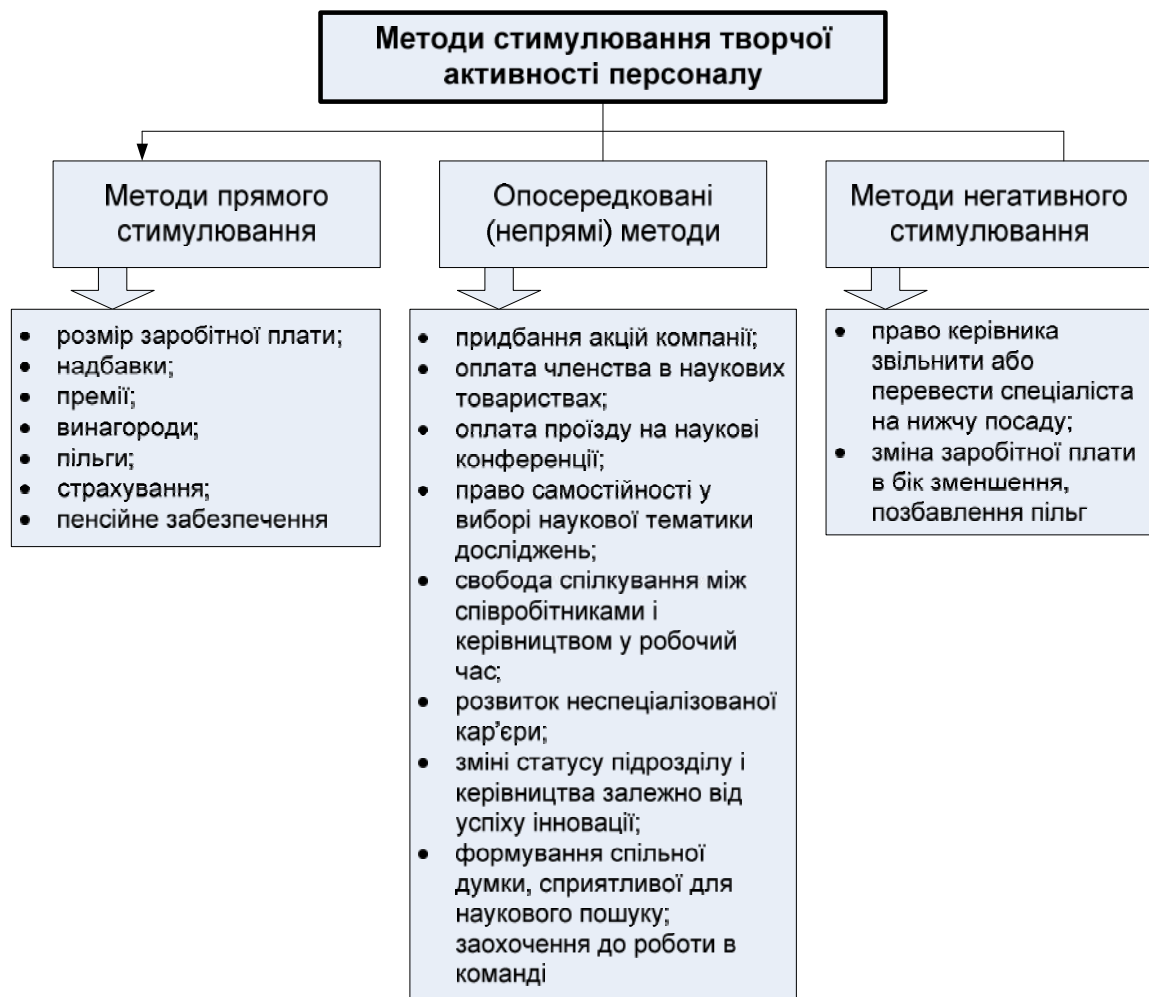 Методи стимулювання творчої
активності персоналу
Методи прямого
стимулювання
Опосередковані
(непрямі) методи
Методи негативного
стимулювання
• розмір заробітної плати;
• надбавки;
• премії;
• винагороди;
• пільги;
• страхування;
• пенсійне забезпечення
• придбання акцій компанії;
• оплата членства в наукових
товариствах;
• оплата проїзду на наукові
конференції;
• право самостійності у
виборі наукової тематики
досліджень;
• свобода спілкування між
співробітниками і
керівництвом у робочий
час;
• розвиток неспеціалізованої
кар’єри;
• зміні статусу підрозділу і
керівництва залежно від
успіху інновації;
• формування спільної
думки, сприятливої для
наукового пошуку;
заохочення до роботи в
команді
• право керівника
звільнити або
перевести спеціаліста
на нижчу посаду;
• зміна заробітної плати
в бік зменшення,
позбавлення пільг